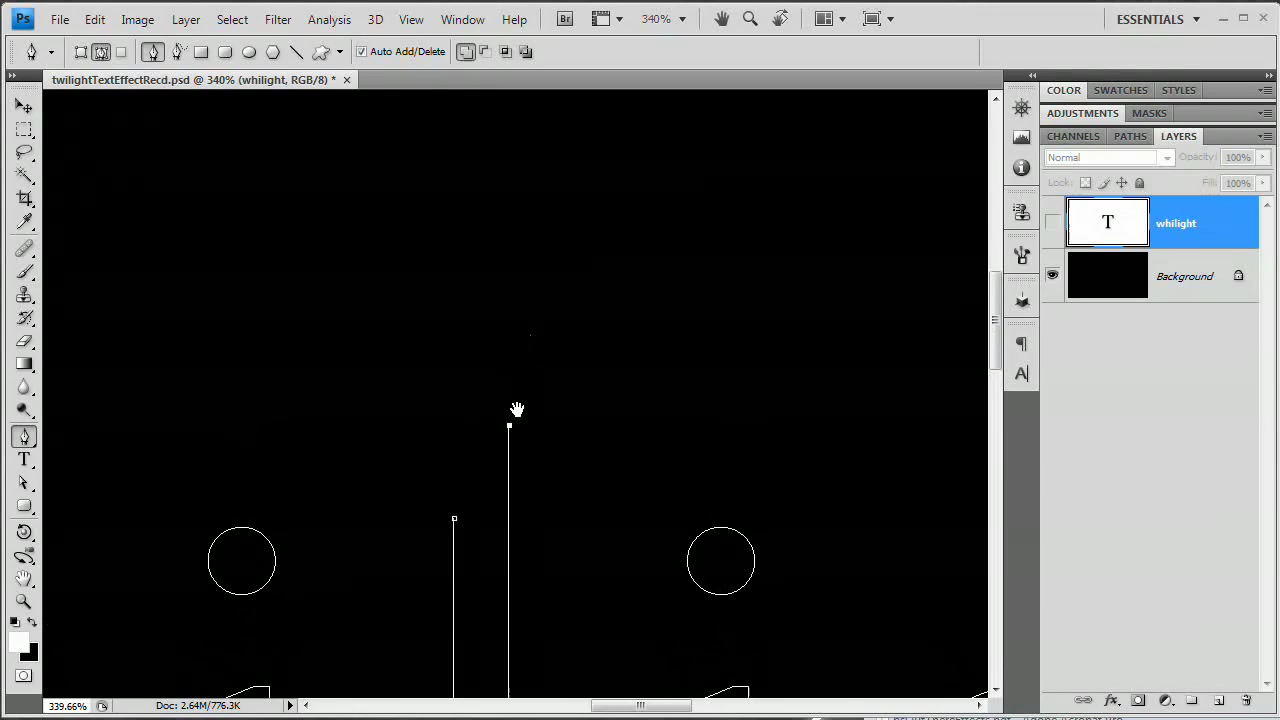 Ps File Edit Image Layer Select Filter Analysis 3D View Window Help Br 340% ESSENTIALS
Auto Add/Delete
twilightTextEffectRecd.psd @ 340% (whilight, RGB/8) *
COLOR SWATCHES STYLES
ADJUSTMENTS MASKS
CHANNELS PATHS LAYERS
Normal Opacity: 100%
Lock: Fill: 100%
T whilight
Background
A
T
339.66% Doc: 2.64M/776.3K fx